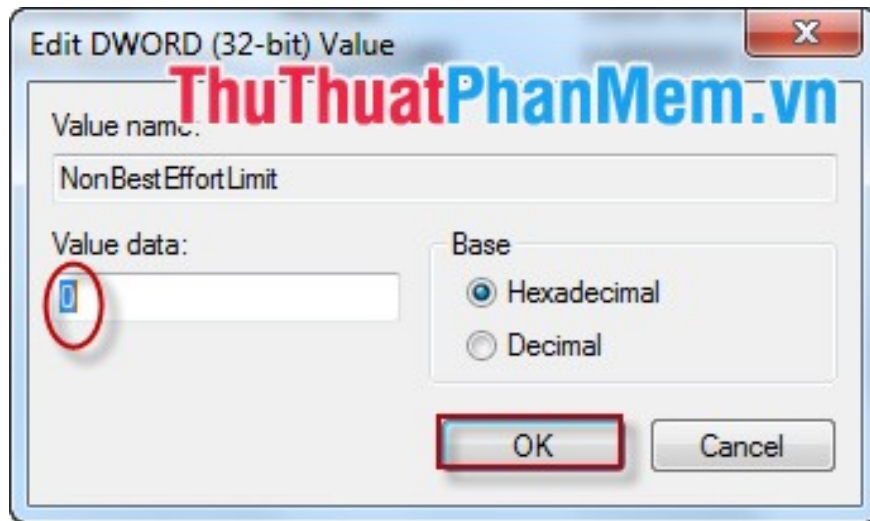 Edit DWORD (32-bit) Value
ThuThuatPhanMem.vn
Value name:
NonBestEffortLimit
Value data:
Base
0
Hexadecimal
Decimal
OK
Cancel